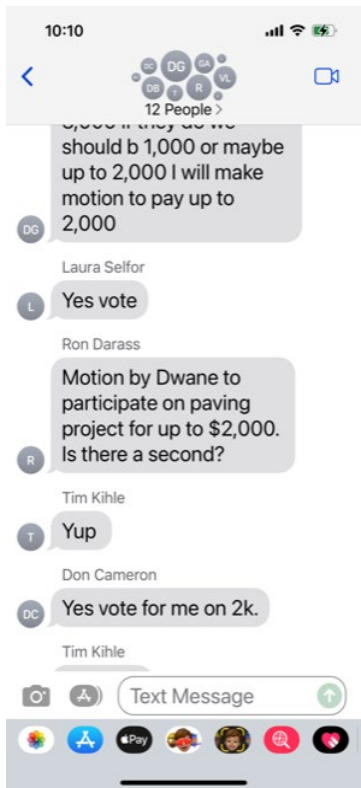 10:10
DC
DG
GA
DB
T
R
VL
12 People >
should b 1,000 or maybe
up to 2,000 I will make
motion to pay up to
2,000
DG
Laura Selfor
Yes vote
L
Ron Darass
Motion by Dwane to
participate on paving
project for up to $2,000.
Is there a second?
R
Tim Kihle
Yup
T
Don Cameron
Yes vote for me on 2k.
DC
Tim Kihle
Text Message
Pay